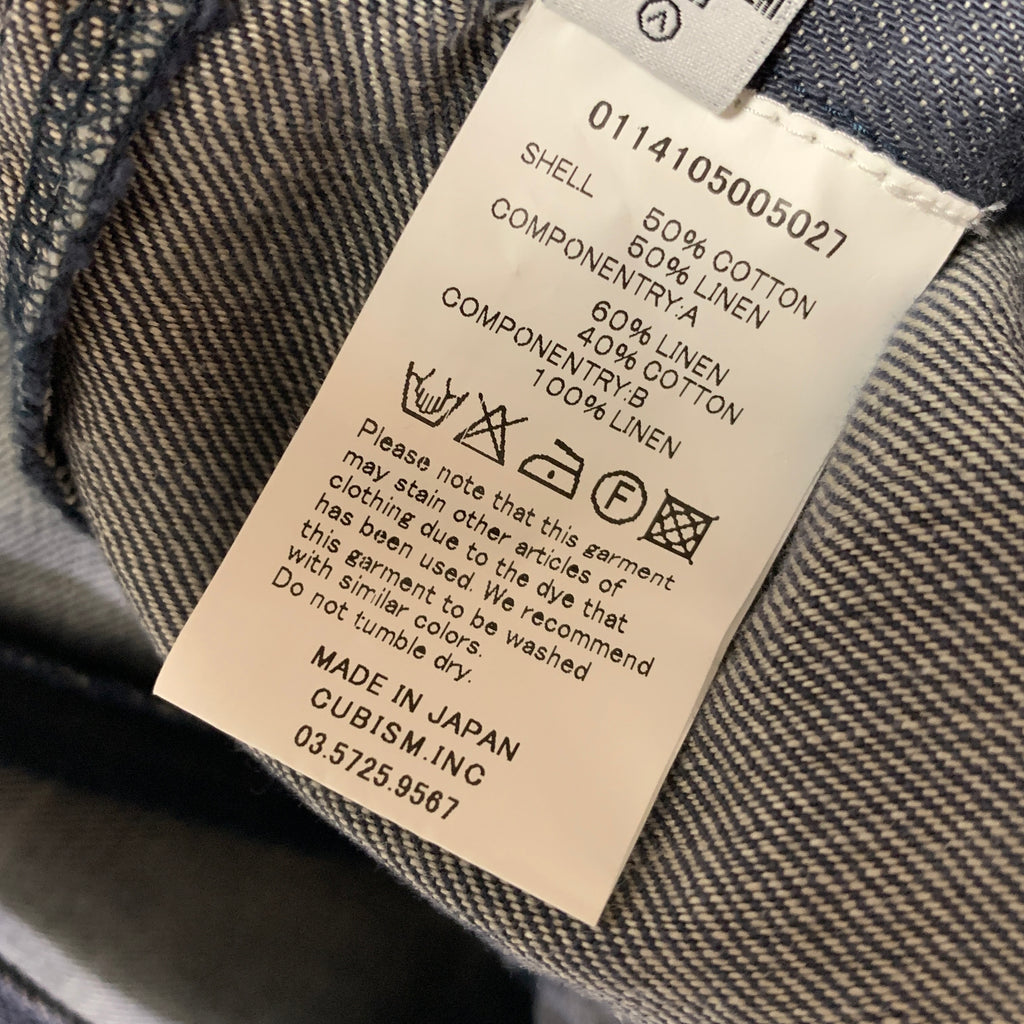 0114105005027
SHELL
50% COTTON
50% LINEN
COMPONENTRY:A
60% LINEN
40% COTTON
COMPONENTRY:B
100% LINEN
F
Please note that this garment
may stain other articles of
clothing due to the dye that
has been used. We recommend
this garment to be washed
with similar colors.
Do not tumble dry.
MADE IN JAPAN
CUBISM.INC
03.5725.9567